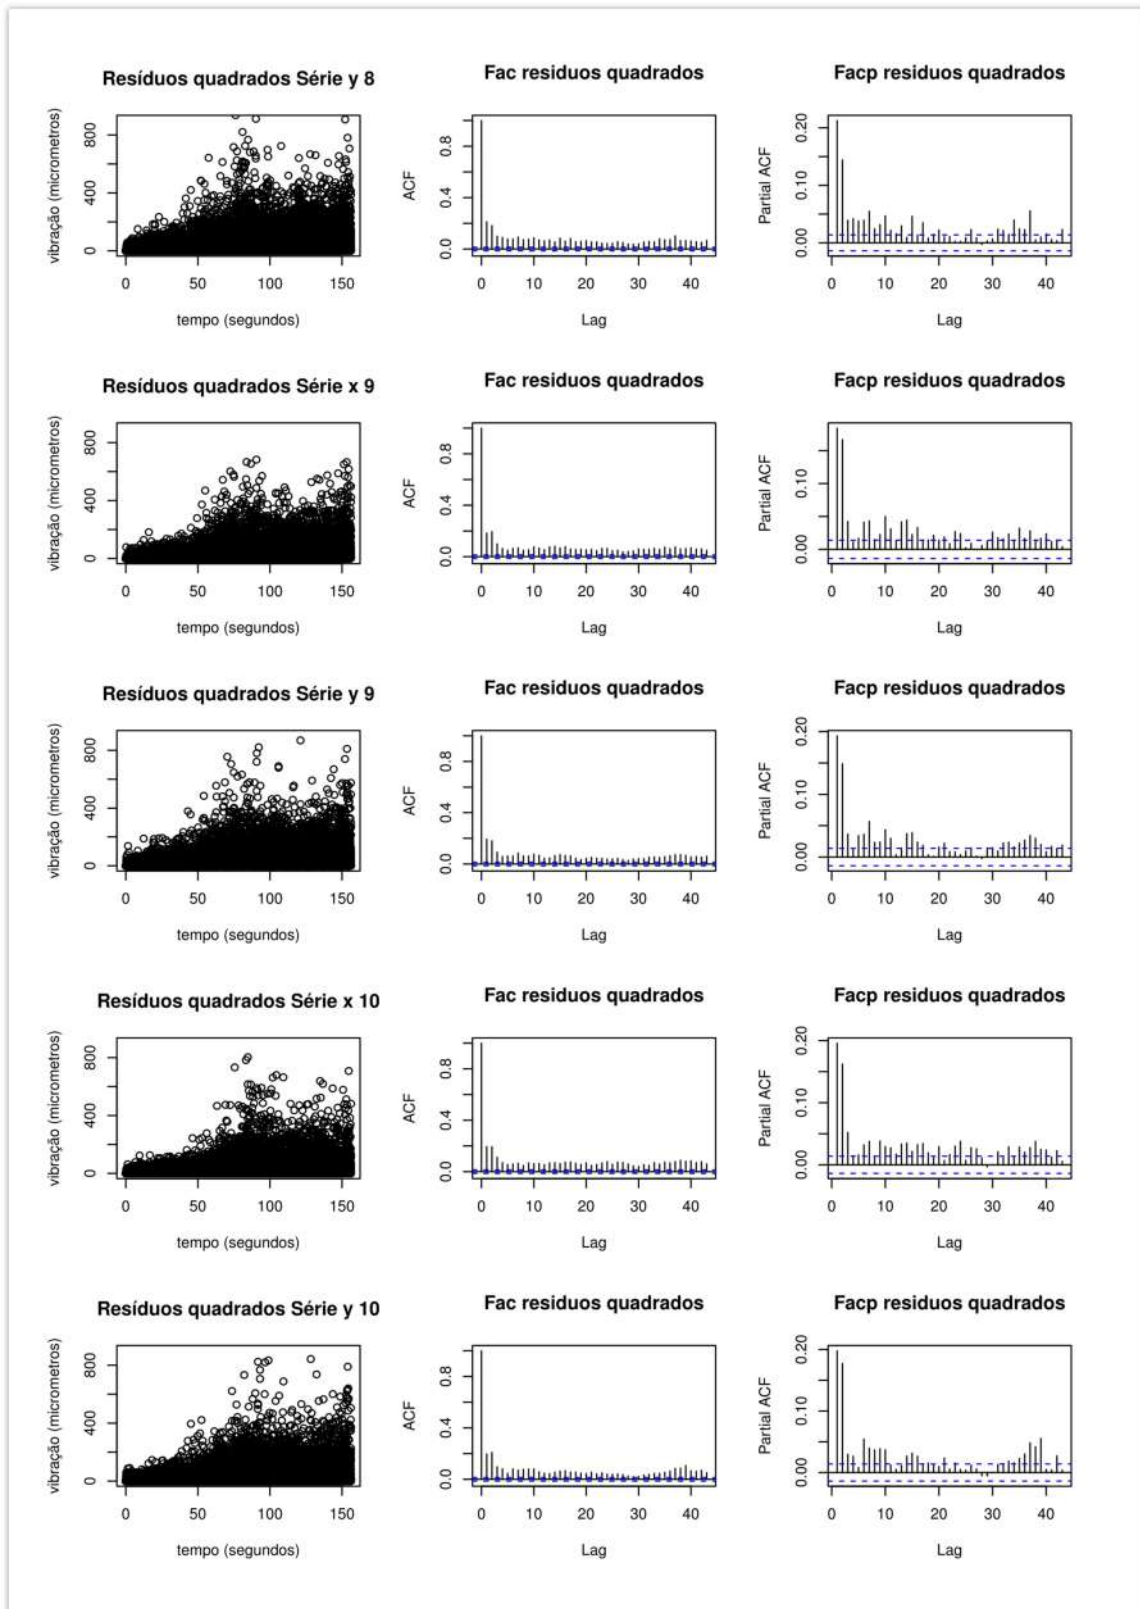 Resíduos quadrados Série y 8
vibração (micrometros)
0 400 800
0 50 100 150
tempo (segundos)
Fac residuos quadrados
ACF
0.0 0.4 0.8
0 10 20 30 40
Lag
Facp residuos quadrados
Partial ACF
0.00 0.10 0.20
0 10 20 30 40
Lag
Resíduos quadrados Série x 9
vibração (micrometros)
0 400 800
0 50 100 150
tempo (segundos)
Fac residuos quadrados
ACF
0.0 0.4 0.8
0 10 20 30 40
Lag
Facp residuos quadrados
Partial ACF
0.00 0.10
0 10 20 30 40
Lag
Resíduos quadrados Série y 9
vibração (micrometros)
0 400 800
0 50 100 150
tempo (segundos)
Fac residuos quadrados
ACF
0.0 0.4 0.8
0 10 20 30 40
Lag
Facp residuos quadrados
Partial ACF
0.00 0.10 0.20
0 10 20 30 40
Lag
Resíduos quadrados Série x 10
vibração (micrometros)
0 400 800
0 50 100 150
tempo (segundos)
Fac residuos quadrados
ACF
0.0 0.4 0.8
0 10 20 30 40
Lag
Facp residuos quadrados
Partial ACF
0.00 0.10 0.20
0 10 20 30 40
Lag
Resíduos quadrados Série y 10
vibração (micrometros)
0 400 800
0 50 100 150
tempo (segundos)
Fac residuos quadrados
ACF
0.0 0.4 0.8
0 10 20 30 40
Lag
Facp residuos quadrados
Partial ACF
0.00 0.10 0.20
0 10 20 30 40
Lag